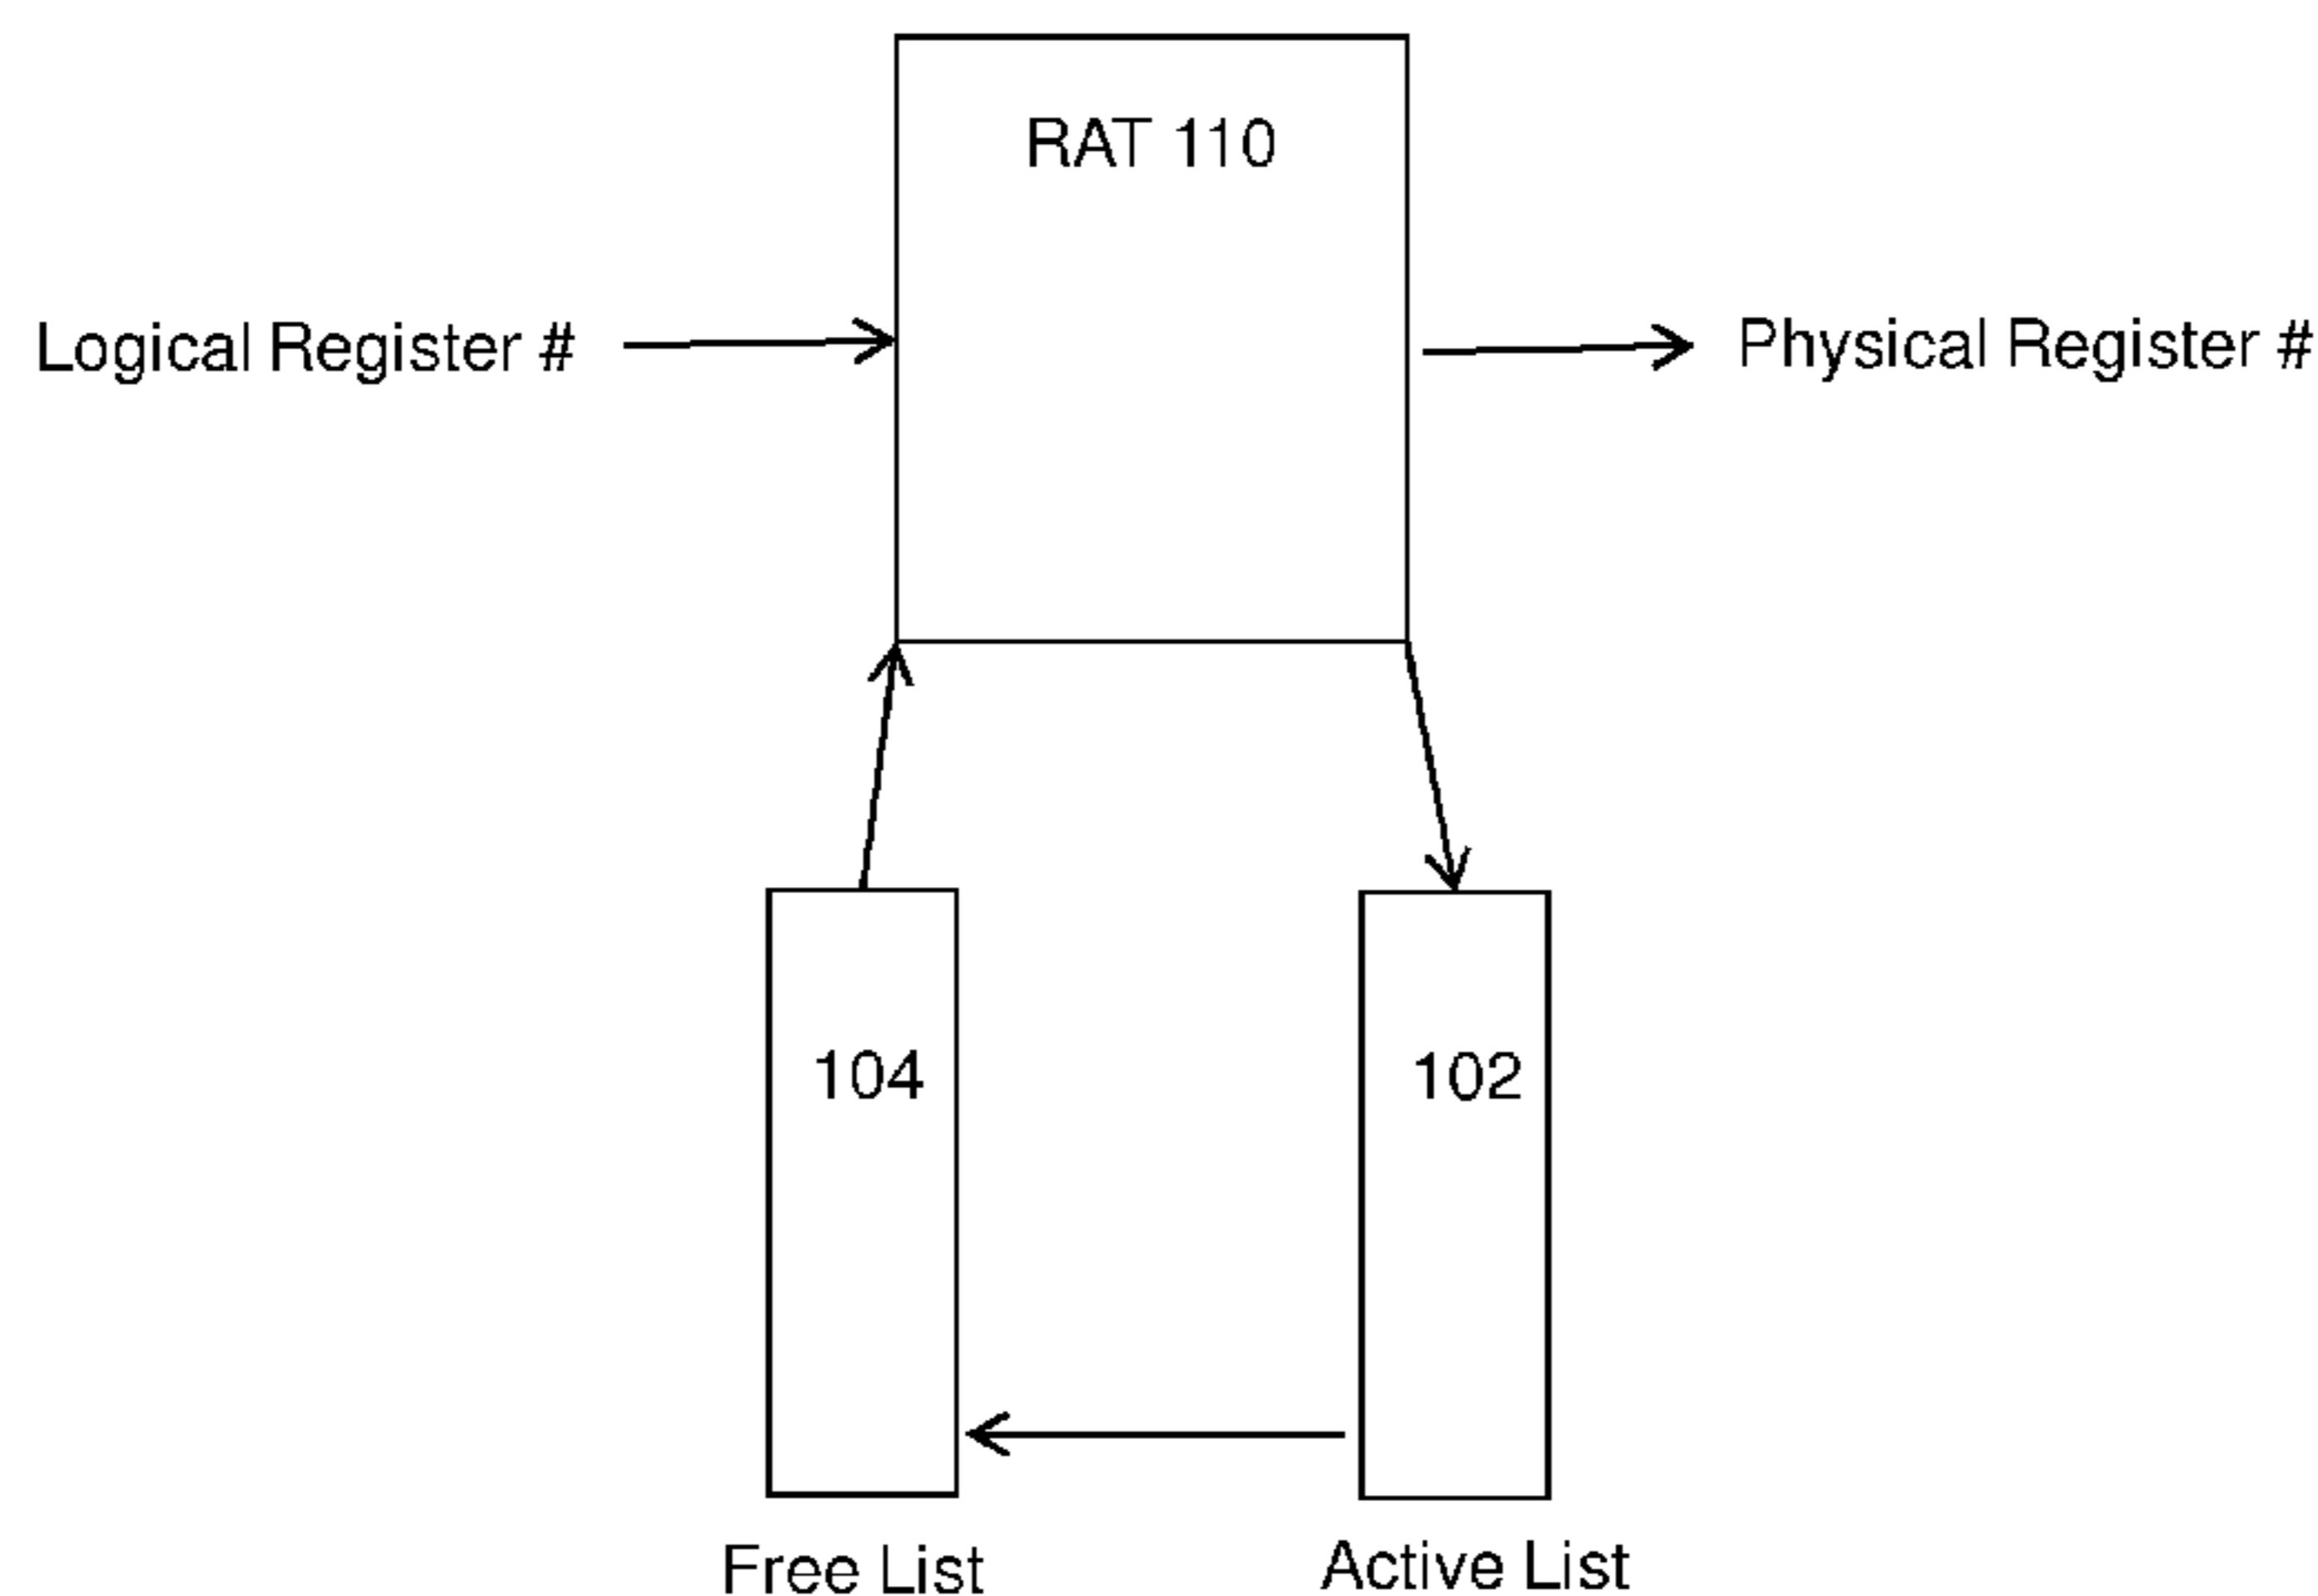 RAT 110
Logical Register #
Physical Register #
104
102
Free List
Active List